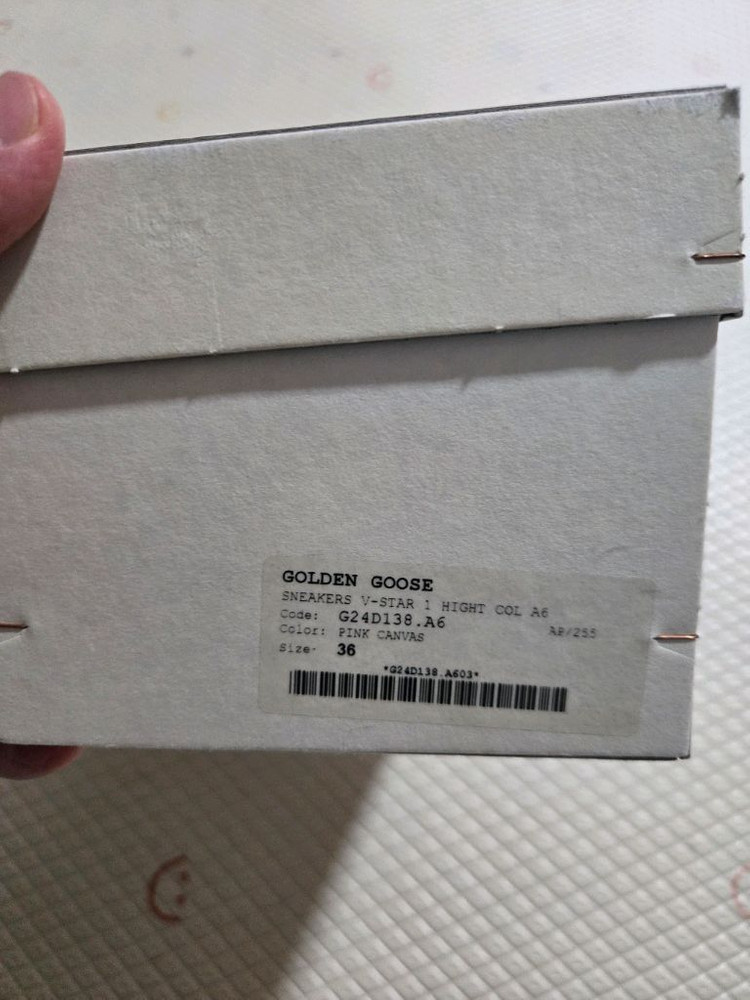 GOLDEN GOOSE
SNEAKERS V-STAR 1 HIGHT COL A6
Code: G24D138.A6
Color: PINK CANVAS AP/255
Size: 36
*G24D138.A603*